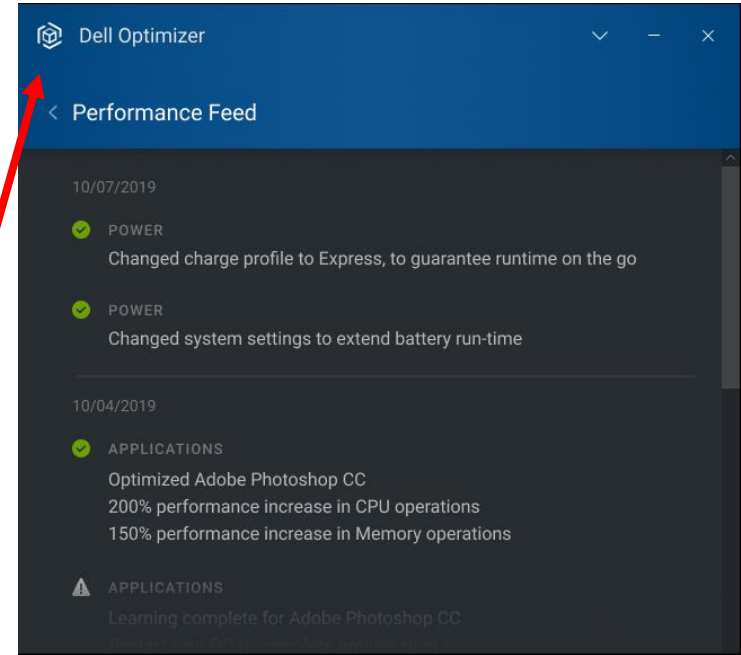 Dell Optimizer
Performance Feed
10/07/2019
POWER
Changed charge profile to Express, to guarantee runtime on the go
POWER
Changed system settings to extend battery run-time
10/04/2019
APPLICATIONS
Optimized Adobe Photoshop CC
200% performance increase in CPU operations
150% performance increase in Memory operations
APPLICATIONS
Learning complete for Adobe Photoshop CC